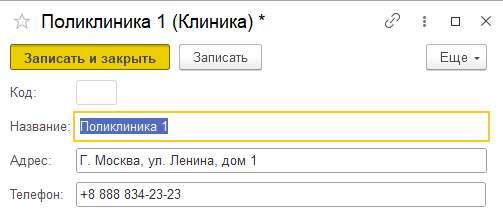 Поликлиника 1 (Клиника) *
Записать и закрыть Записать Еще
Код:
Название: Поликлиника 1
Адрес: Г. Москва, ул. Ленина, дом 1
Телефон: +8 888 834-23-23